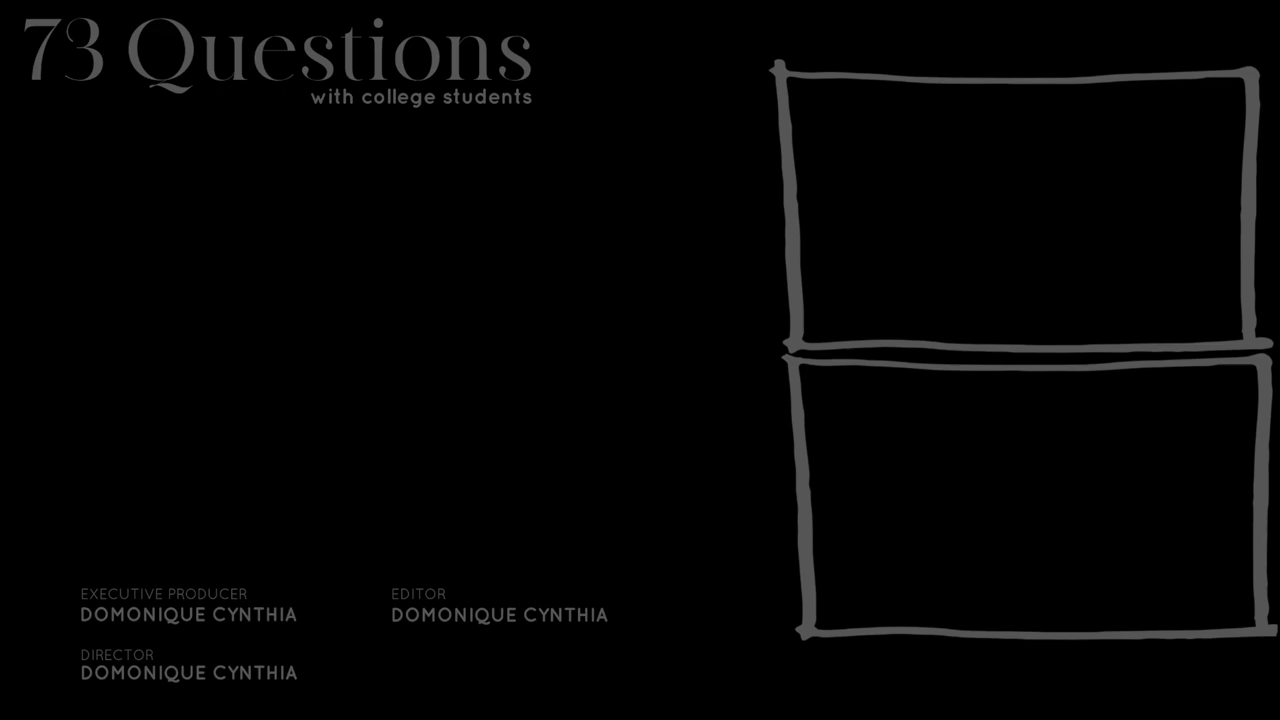 73 Questions
with college students
EXECUTIVE PRODUCER
DOMONIQUE CYNTHIA
EDITOR
DOMONIQUE CYNTHIA
DIRECTOR
DOMONIQUE CYNTHIA